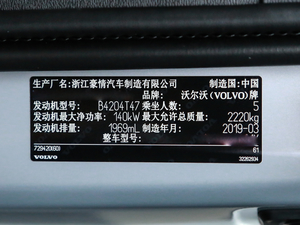 生产厂名:浙江豪情汽车制造有限公司 制造国:中国
品牌: 沃尔沃(VOLVO)牌
发动机型号: B4204T47 乘坐人数: 5
发动机最大净功率: 140kW 最大允许总质量: 2220kg
发动机排量: 1969mL 制造年月: 2019-03
整车型号:
61
VOLVO